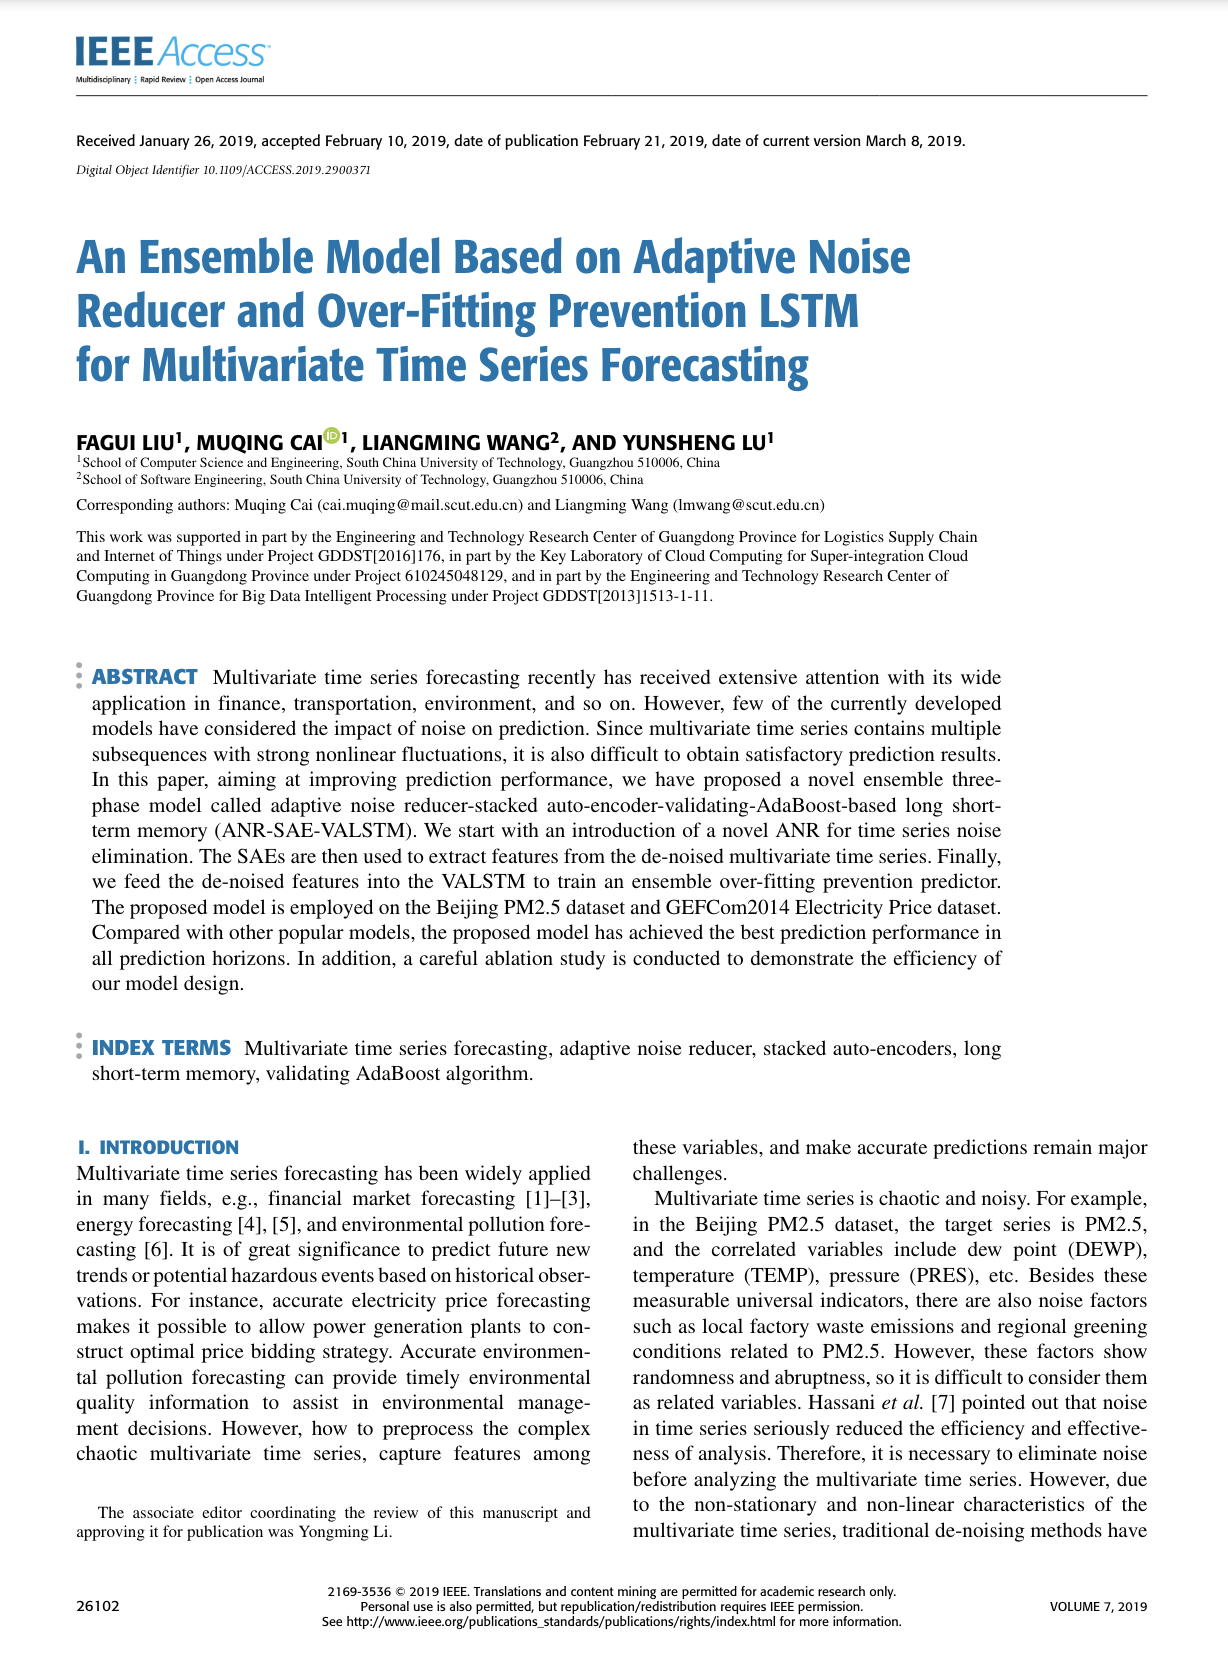 IEEE Access
Multidisciplinary ⋮ Rapid Review ⋮ Open Access Journal
Received January 26, 2019, accepted February 10, 2019, date of publication February 21, 2019, date of current version March 8, 2019.
Digital Object Identifier 10.1109/ACCESS.2019.2900371
An Ensemble Model Based on Adaptive Noise
Reducer and Over-Fitting Prevention LSTM
for Multivariate Time Series Forecasting
FAGUI LIU1, MUQING CAI iD 1, LIANGMING WANG2, AND YUNSHENG LU1
1School of Computer Science and Engineering, South China University of Technology, Guangzhou 510006, China
2School of Software Engineering, South China University of Technology, Guangzhou 510006, China
Corresponding authors: Muqing Cai (cai.muqing@mail.scut.edu.cn) and Liangming Wang (lmwang@scut.edu.cn)
This work was supported in part by the Engineering and Technology Research Center of Guangdong Province for Logistics Supply Chain
and Internet of Things under Project GDDST[2016]176, in part by the Key Laboratory of Cloud Computing for Super-integration Cloud
Computing in Guangdong Province under Project 610245048129, and in part by the Engineering and Technology Research Center of
Guangdong Province for Big Data Intelligent Processing under Project GDDST[2013]1513-1-11.
ABSTRACT Multivariate time series forecasting recently has received extensive attention with its wide
application in finance, transportation, environment, and so on. However, few of the currently developed
models have considered the impact of noise on prediction. Since multivariate time series contains multiple
subsequences with strong nonlinear fluctuations, it is also difficult to obtain satisfactory prediction results.
In this paper, aiming at improving prediction performance, we have proposed a novel ensemble three-
phase model called adaptive noise reducer-stacked auto-encoder-validating-AdaBoost-based long short-
term memory (ANR-SAE-VALSTM). We start with an introduction of a novel ANR for time series noise
elimination. The SAEs are then used to extract features from the de-noised multivariate time series. Finally,
we feed the de-noised features into the VALSTM to train an ensemble over-fitting prevention predictor.
The proposed model is employed on the Beijing PM2.5 dataset and GEFCom2014 Electricity Price dataset.
Compared with other popular models, the proposed model has achieved the best prediction performance in
all prediction horizons. In addition, a careful ablation study is conducted to demonstrate the efficiency of
our model design.
INDEX TERMS Multivariate time series forecasting, adaptive noise reducer, stacked auto-encoders, long
short-term memory, validating AdaBoost algorithm.
I. INTRODUCTION
Multivariate time series forecasting has been widely applied
in many fields, e.g., financial market forecasting [1]–[3],
energy forecasting [4], [5], and environmental pollution fore-
casting [6]. It is of great significance to predict future new
trends or potential hazardous events based on historical obser-
vations. For instance, accurate electricity price forecasting
makes it possible to allow power generation plants to con-
struct optimal price bidding strategy. Accurate environmen-
tal pollution forecasting can provide timely environmental
quality information to assist in environmental manage-
ment decisions. However, how to preprocess the complex
chaotic multivariate time series, capture features among
The associate editor coordinating the review of this manuscript and
approving it for publication was Yongming Li.
these variables, and make accurate predictions remain major
challenges.
Multivariate time series is chaotic and noisy. For example,
in the Beijing PM2.5 dataset, the target series is PM2.5,
and the correlated variables include dew point (DEWP),
temperature (TEMP), pressure (PRES), etc. Besides these
measurable universal indicators, there are also noise factors
such as local factory waste emissions and regional greening
conditions related to PM2.5. However, these factors show
randomness and abruptness, so it is difficult to consider them
as related variables. Hassani et al. [7] pointed out that noise
in time series seriously reduced the efficiency and effective-
ness of analysis. Therefore, it is necessary to eliminate noise
before analyzing the multivariate time series. However, due
to the non-stationary and non-linear characteristics of the
multivariate time series, traditional de-noising methods have
26102
2169-3536 © 2019 IEEE. Translations and content mining are permitted for academic research only.
Personal use is also permitted, but republication/redistribution requires IEEE permission.
See http://www.ieee.org/publications_standards/publications/rights/index.html for more information.
VOLUME 7, 2019